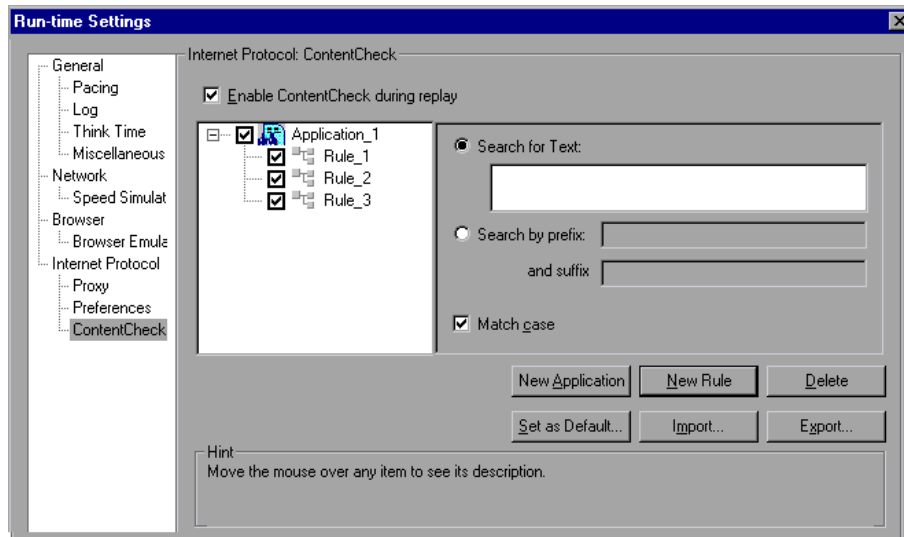 Run-time Settings
General
Pacing
Log
Think Time
Miscellaneous
Network
Speed Simulat
Browser
Browser Emula
Internet Protocol
Proxy
Preferences
ContentCheck
Internet Protocol: ContentCheck
Enable ContentCheck during replay
Application_1
Rule_1
Rule_2
Rule_3
Search for Text:
Search by prefix:
and suffix
Match case
New Application New Rule Delete
Set as Default... Import... Export...
Hint
Move the mouse over any item to see its description.